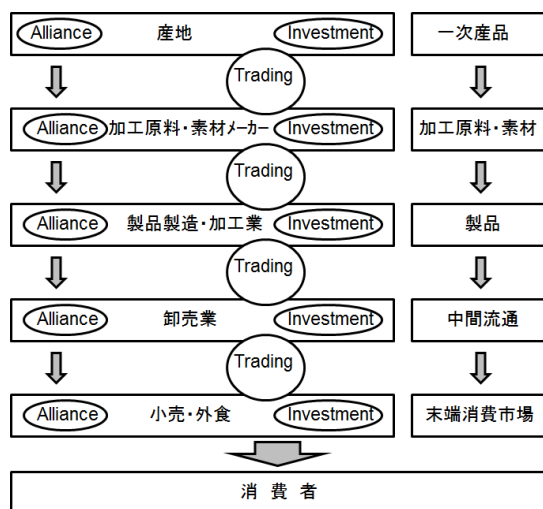 Alliance 産地 Investment 一次産品
Trading
Alliance 加工原料・素材メーカー Investment 加工原料・素材
Trading
Alliance 製品製造・加工業 Investment 製品
Trading
Alliance 卸売業 Investment 中間流通
Trading
Alliance 小売・外食 Investment 末端消費市場
消費者